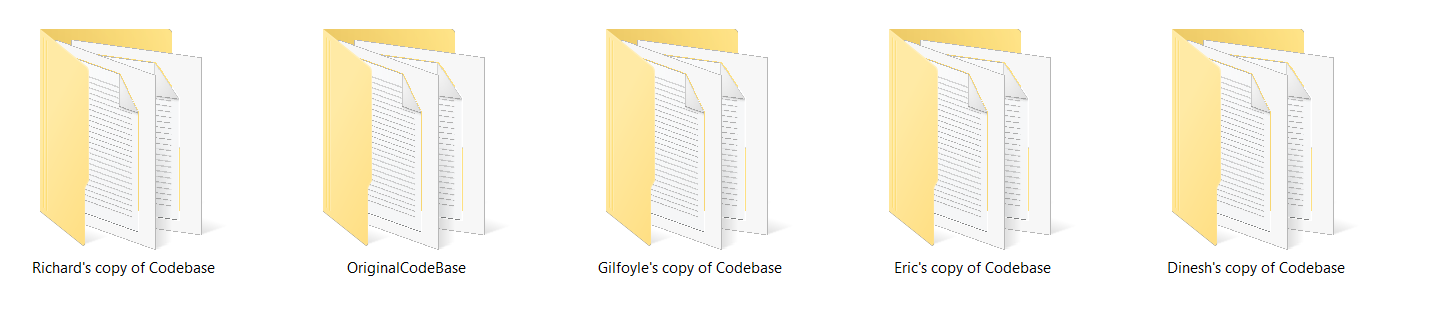 Richard's copy of Codebase
OriginalCodeBase
Gilfoyle's copy of Codebase
Eric's copy of Codebase
Dinesh's copy of Codebase